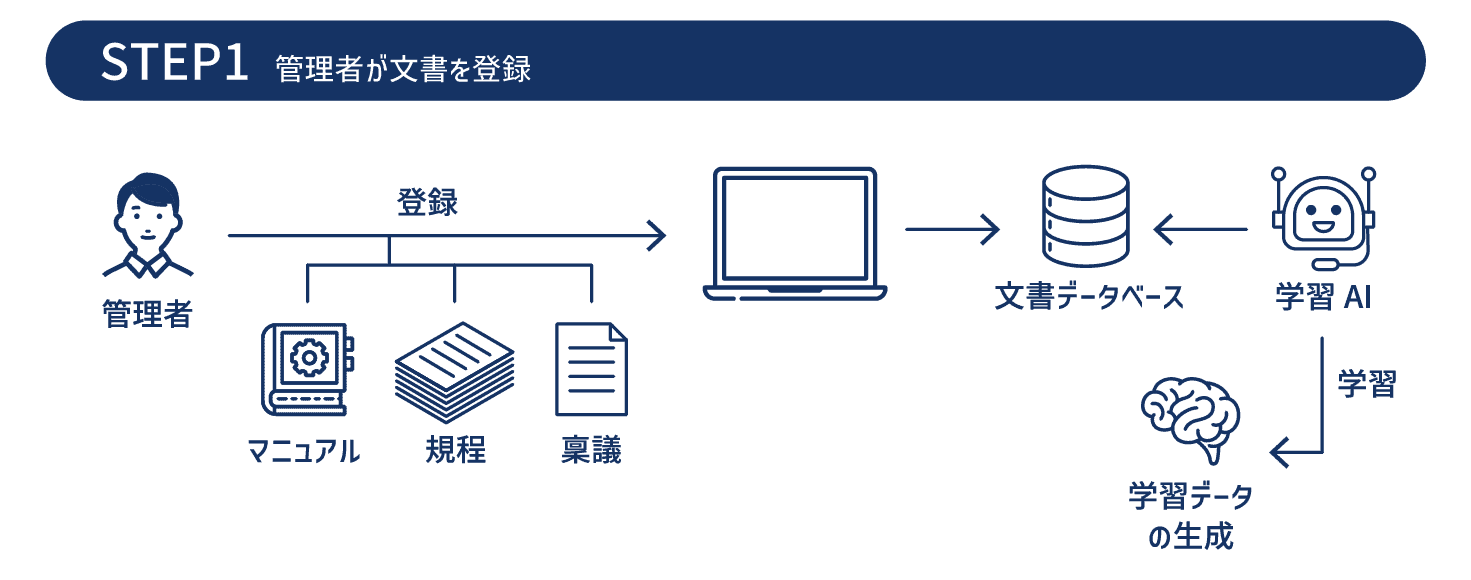 STEP1 管理者が文書を登録
登録
管理者
マニュアル
規程
稟議
文書データベース
学習 AI
学習
学習データ
の生成